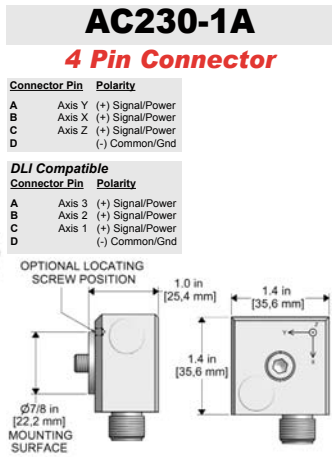 AC230-1A
4 Pin Connector
Connector Pin Polarity
A Axis Y (+) Signal/Power
B Axis X (+) Signal/Power
C Axis Z (+) Signal/Power
D (-) Common/Gnd
DLI Compatible
Connector Pin Polarity
A Axis 3 (+) Signal/Power
B Axis 2 (+) Signal/Power
C Axis 1 (+) Signal/Power
D (-) Common/Gnd
OPTIONAL LOCATING
SCREW POSITION
1.0 in
[25,4 mm]
1.4 in
[35,6 mm]
Z
Y
X
1.4 in
[35,6 mm]
Ø7/8 in
[22,2 mm]
MOUNTING
SURFACE